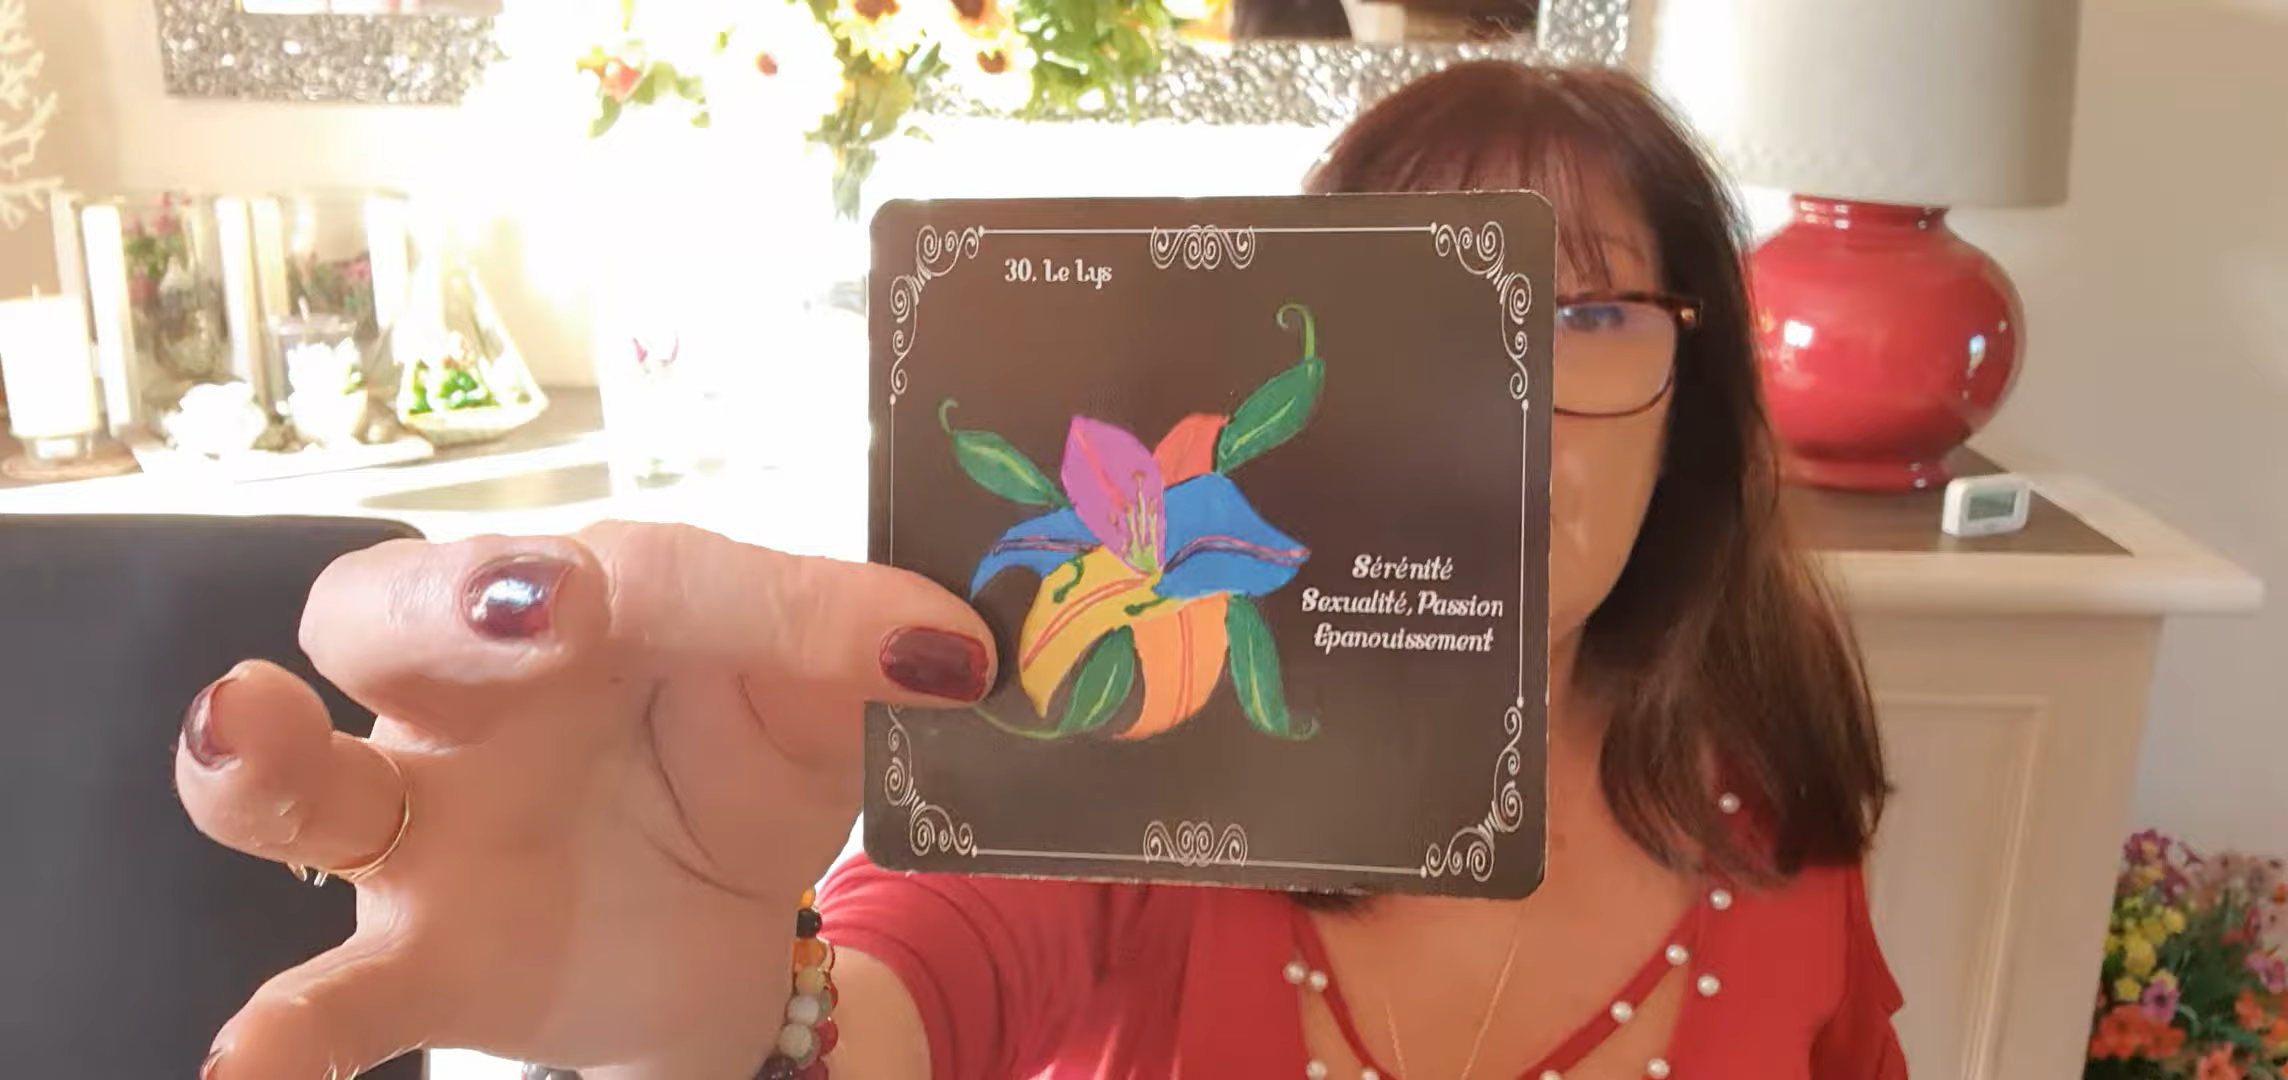 30. Le Lys
Sérénité
Sexualité, Passion
Epanouissement